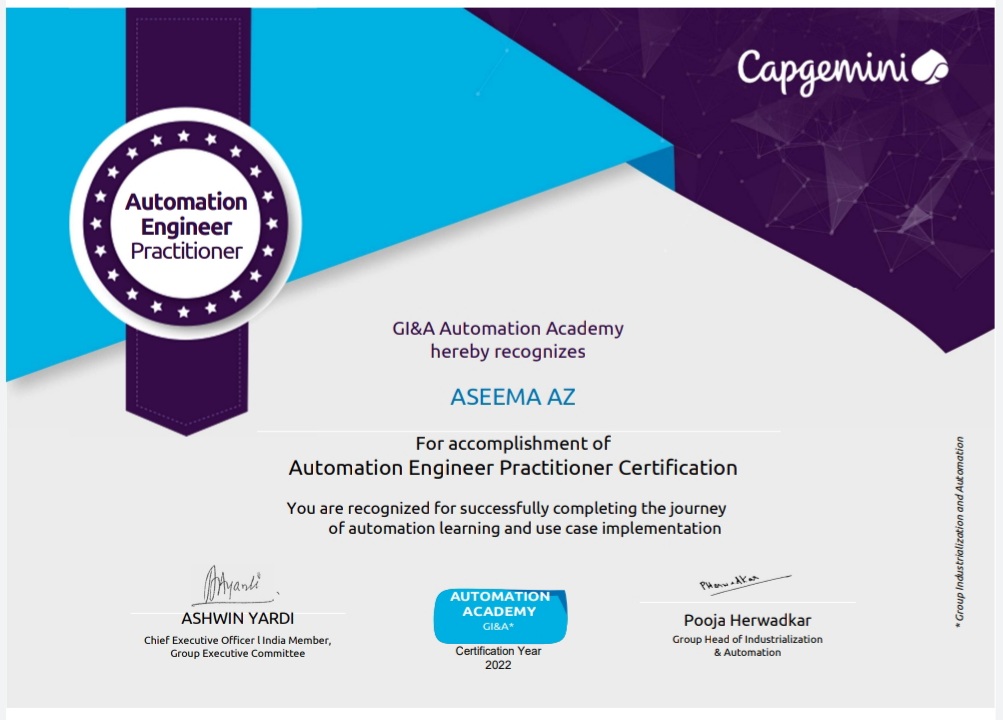 Capgemini
Automation
Engineer
Practitioner
GI&A Automation Academy
hereby recognizes
ASEEMA AZ
For accomplishment of
Automation Engineer Practitioner Certification
You are recognized for successfully completing the journey
of automation learning and use case implementation
ASHWIN YARDI
Chief Executive Officer l India Member,
Group Executive Committee
AUTOMATION
ACADEMY
GI&A*
Certification Year
2022
Pooja Herwadkar
Group Head of Industrialization
& Automation
* Group Industrialization and Automation